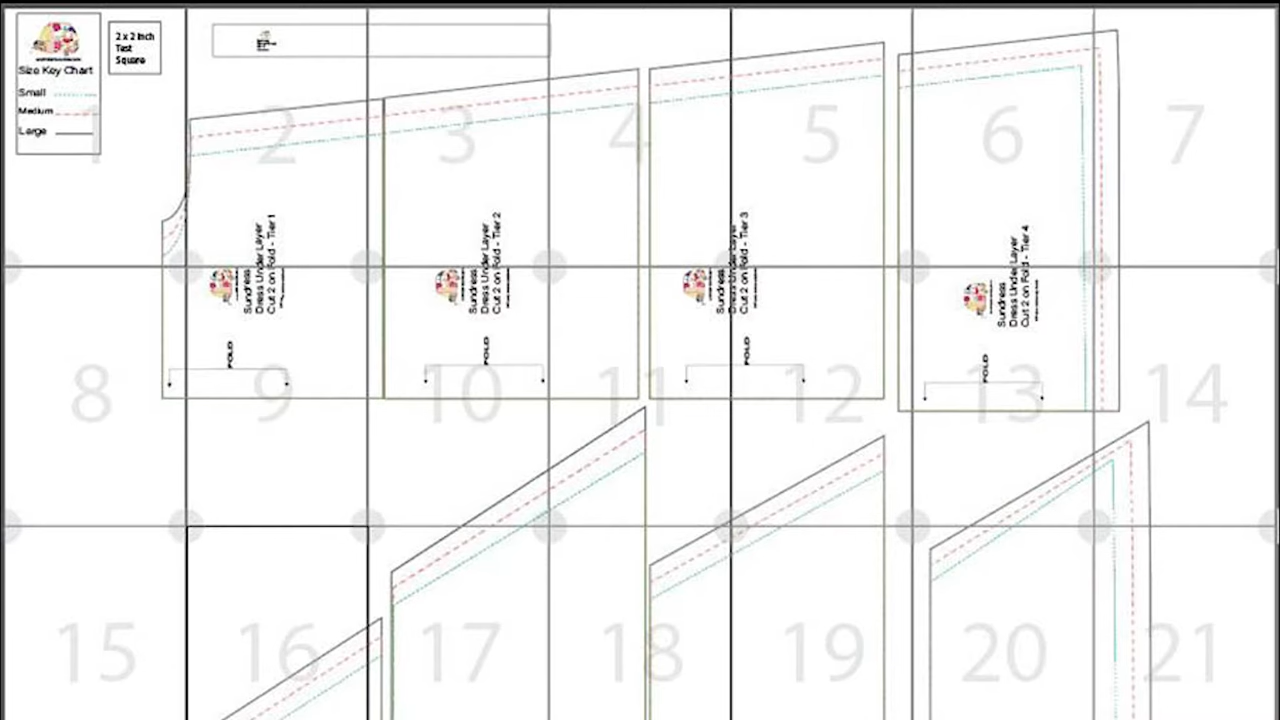 Size Key Chart
Small
Medium
Large
2 x 2 Inch
Test
Square
1
2
3
4
5
6
7
Sundress
Dress Under Layer
Cut 2 on Fold - Tier 1
FOLD
Sundress
Dress Under Layer
Cut 2 on Fold - Tier 2
FOLD
Sundress
Dress Under Layer
Cut 2 on Fold - Tier 3
FOLD
Sundress
Dress Under Layer
Cut 2 on Fold - Tier 4
FOLD
8
9
10
11
12
13
14
15
16
17
18
19
20
21